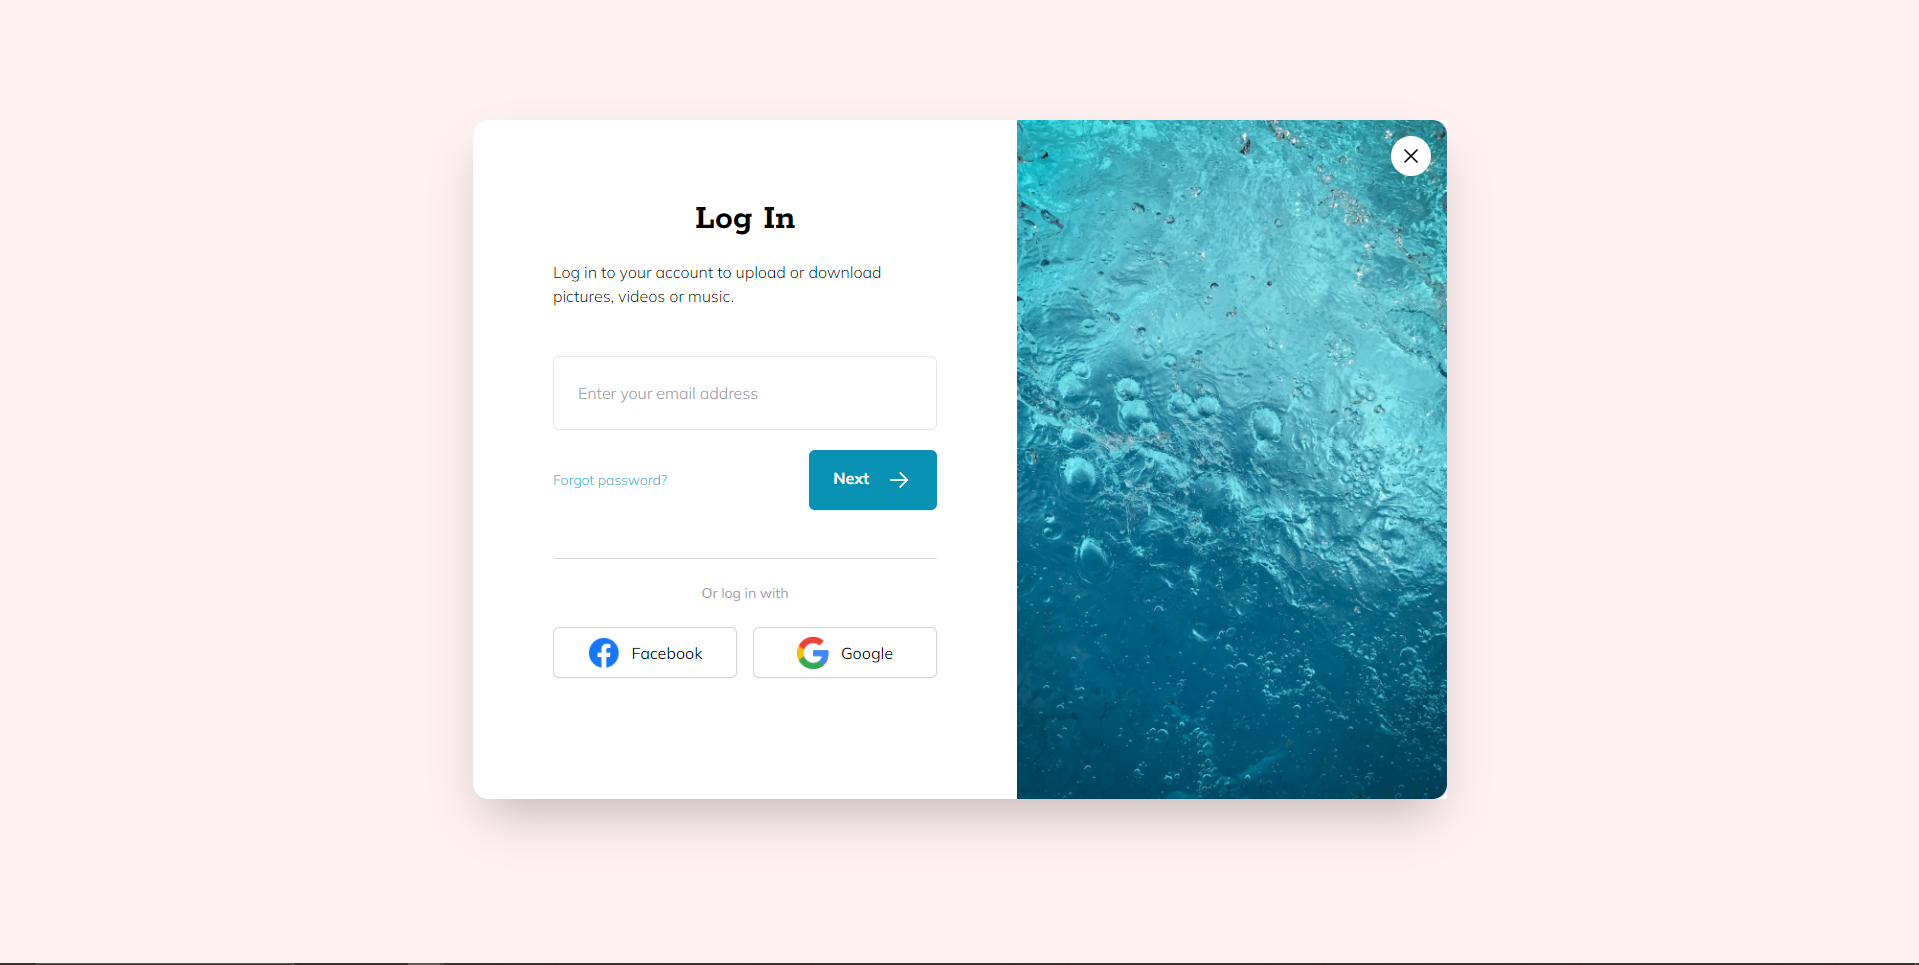 Log In
Log in to your account to upload or download
pictures, videos or music.
Enter your email address
Forgot password?
Next
Or log in with
Facebook
Google